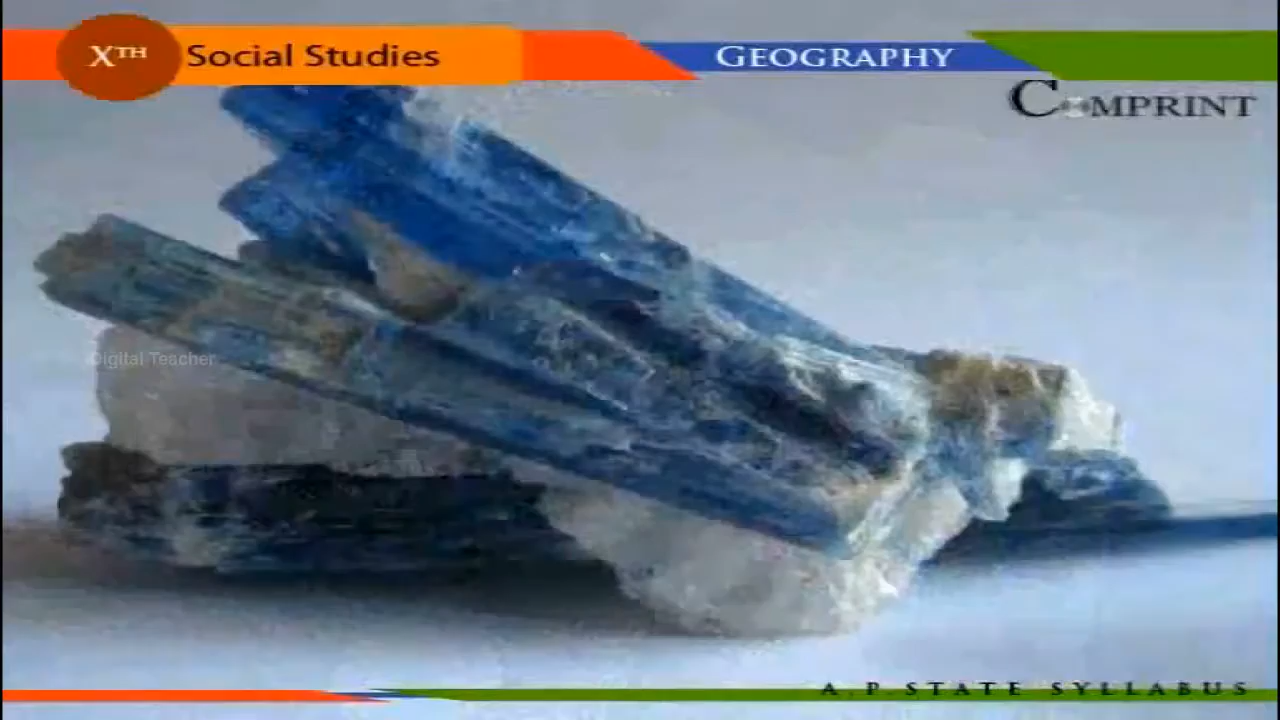 XTH Social Studies
GEOGRAPHY
COMPRINT
Digital Teacher
A.P.STATE SYLLABUS